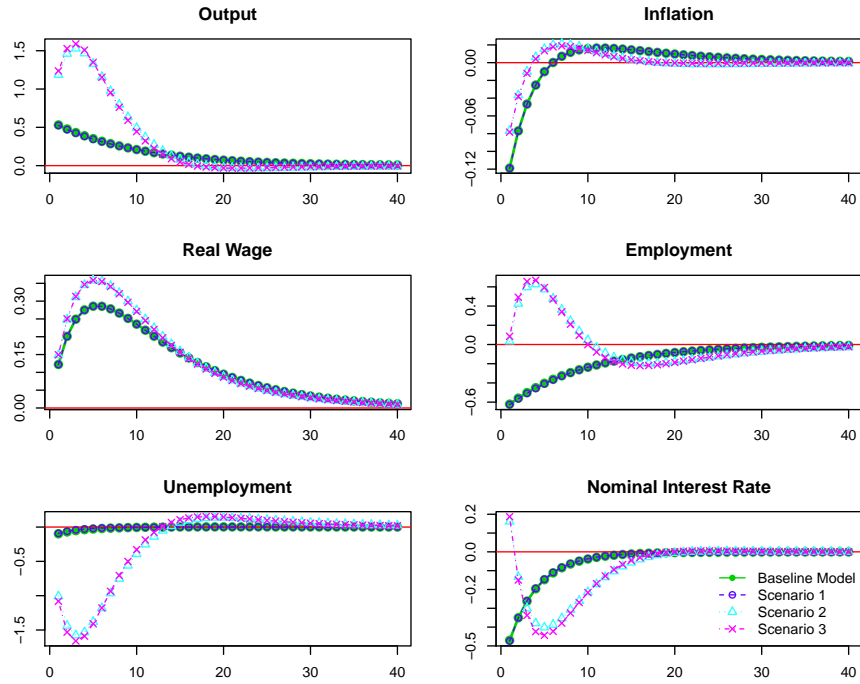 Output
1.5
1.0
0.5
0.0
0 10 20 30 40
Inflation
0.00
−0.06
−0.12
0 10 20 30 40
Real Wage
0.30
0.15
0.00
0 10 20 30 40
Employment
0.4
0.0
−0.6
0 10 20 30 40
Unemployment
−0.5
−1.5
0 10 20 30 40
Nominal Interest Rate
0.2
0.0
−0.2
−0.5
0 10 20 30 40
Baseline Model
Scenario 1
Scenario 2
Scenario 3